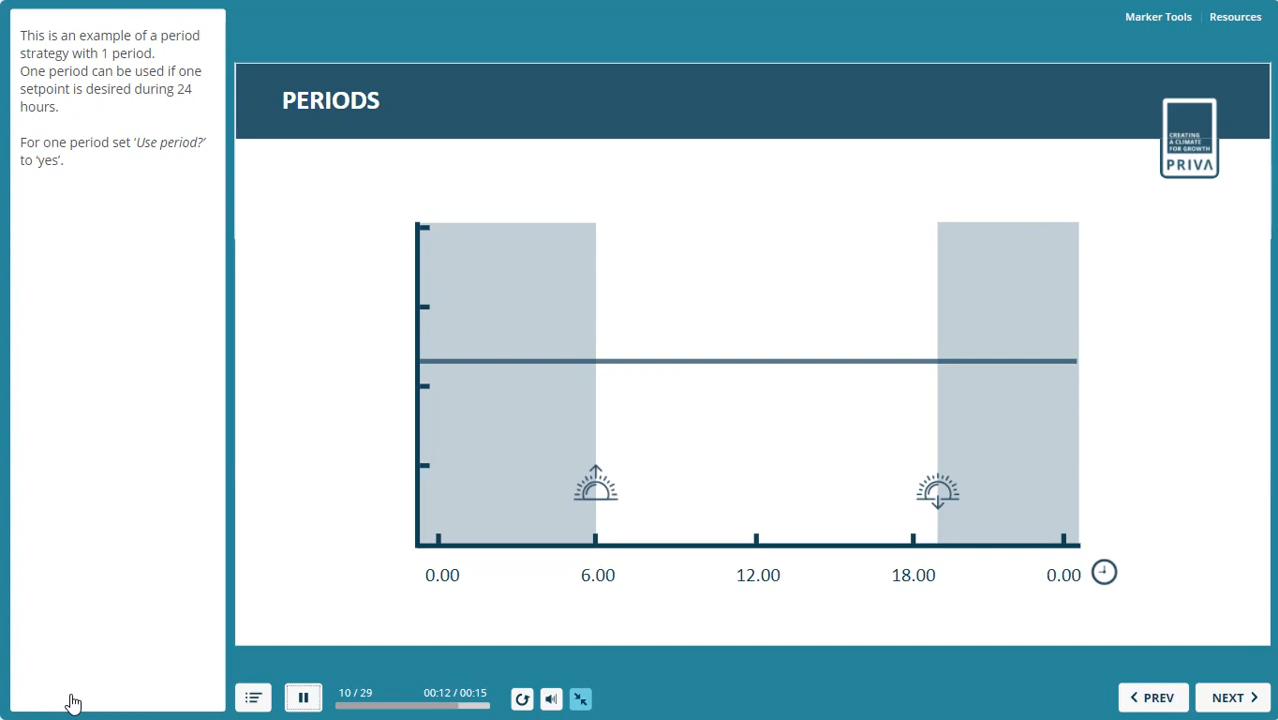 Marker Tools
Resources
This is an example of a period
strategy with 1 period.
One period can be used if one
setpoint is desired during 24
hours.
For one period set ‘Use period?’
to ‘yes’.
PERIODS
CREATING
A CLIMATE
FOR GROWTH
PRIVA
0.00 6.00 12.00 18.00 0.00
10 / 29 00:12 / 00:15
PREV NEXT